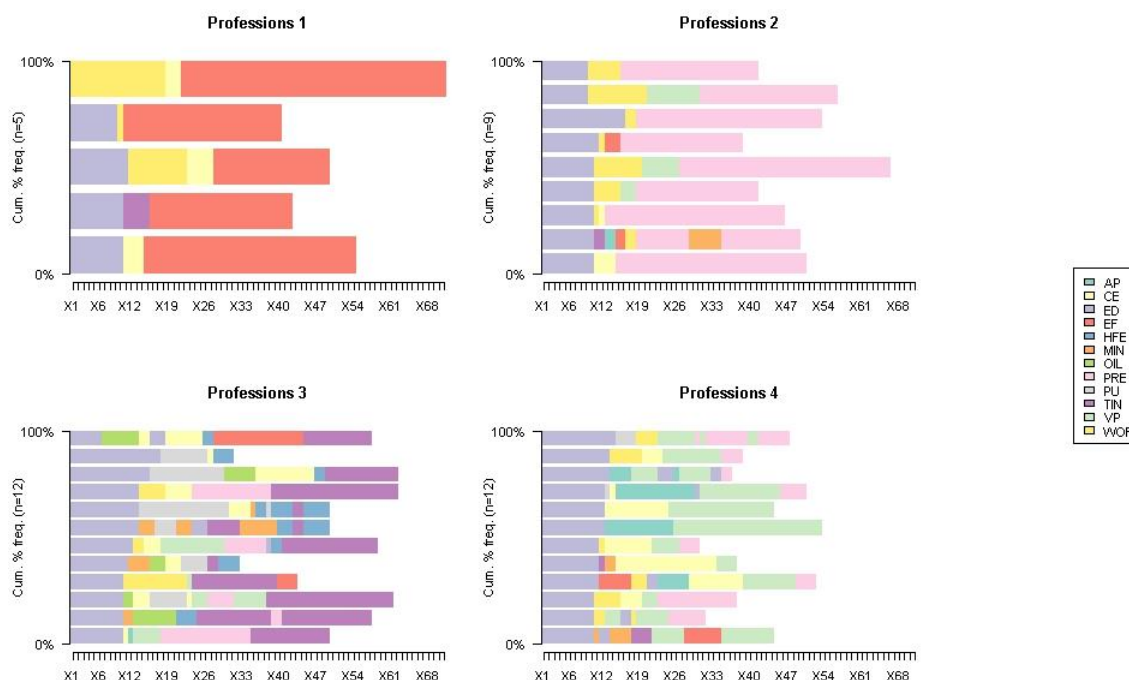 Professions 1
Professions 2
100%
0%
Cum. % freq. (n=5)
X1 X6 X12 X19 X26 X33 X40 X47 X54 X68
100%
0%
Cum. % freq. (n=9)
X1 X6 X12 X19 X26 X33 X40 X47 X54 X68
AP
CE
ED
EF
HFE
MIN
OIL
PRE
PU
TIN
VP
WOR
Professions 3
Professions 4
100%
0%
Cum. % freq. (n=12)
X1 X6 X12 X19 X26 X33 X40 X47 X54 X68
100%
0%
Cum. % freq. (n=12)
X1 X6 X12 X19 X26 X33 X40 X47 X54 X68